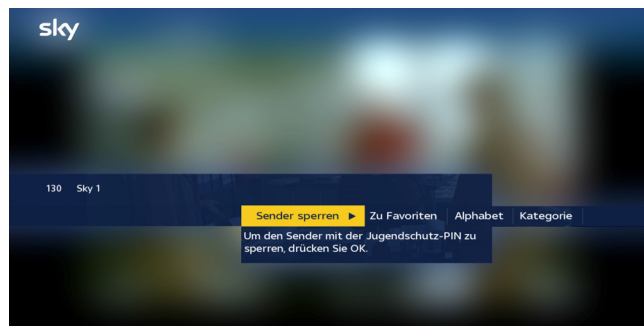 sky
130 Sky 1
Sender sperren ► Zu Favoriten Alphabet Kategorie
Um den Sender mit der Jugendschutz-PIN zu
sperren, drücken Sie OK.